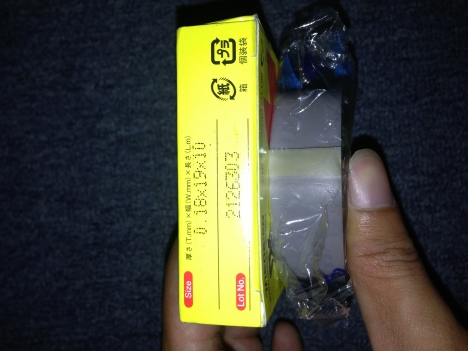 プラ
個装袋
紙
箱
Size
厚さ(T.mm)×幅(W.mm)×長さ(L.m)
0.18×19×10
Lot No.
2126303